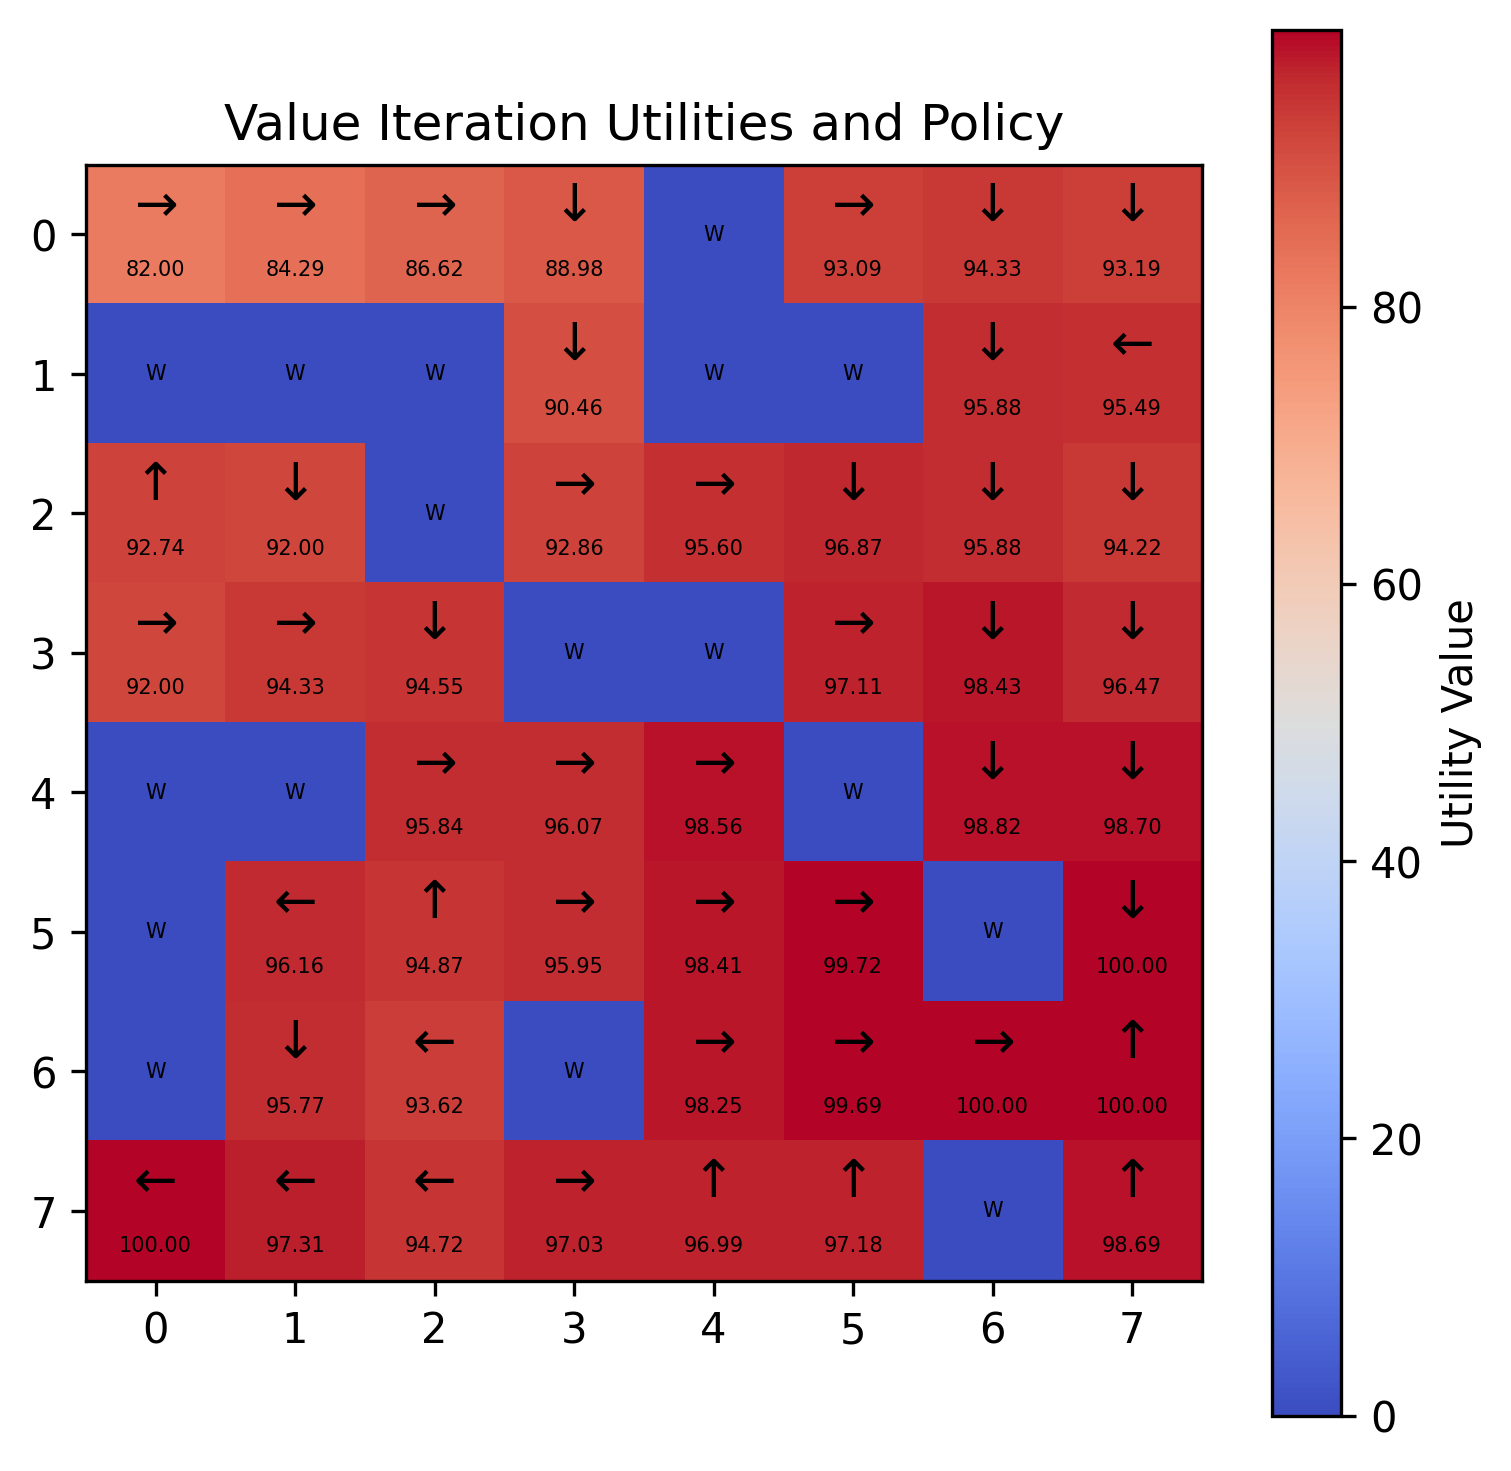 Value Iteration Utilities and Policy
0 → → → ↓ W → ↓ ↓
82.00 84.29 86.62 88.98 93.09 94.33 93.19
1 W W W ↓ W W ↓ ←
90.46 95.88 95.49
2 ↑ ↓ W → → ↓ ↓ ↓
92.74 92.00 92.86 95.60 96.87 95.88 94.22
3 → → ↓ W W → ↓ ↓
92.00 94.33 94.55 97.11 98.43 96.47
4 W W → → → W ↓ ↓
95.84 96.07 98.56 98.82 98.70
5 W ← ↑ → → → W ↓
96.16 94.87 95.95 98.41 99.72 100.00
6 W ↓ ← W → → → ↑
95.77 93.62 98.25 99.69 100.00 100.00
7 ← ← ← → ↑ ↑ W ↑
100.00 97.31 94.72 97.03 96.99 97.18 98.69
0 1 2 3 4 5 6 7
80
60
40
20
0
Utility Value